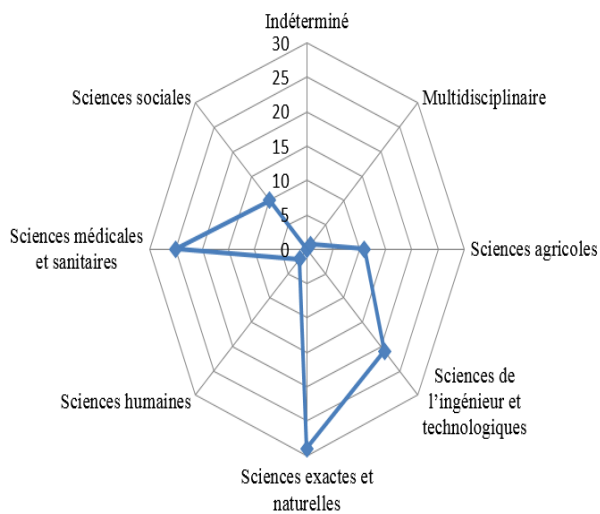 Indéterminé
30
25
20
15
10
5
0
Multidisciplinaire
Sciences agricoles
Sciences de
l’ingénieur et
technologiques
Sciences exactes et
naturelles
Sciences humaines
Sciences médicales
et sanitaires
Sciences sociales